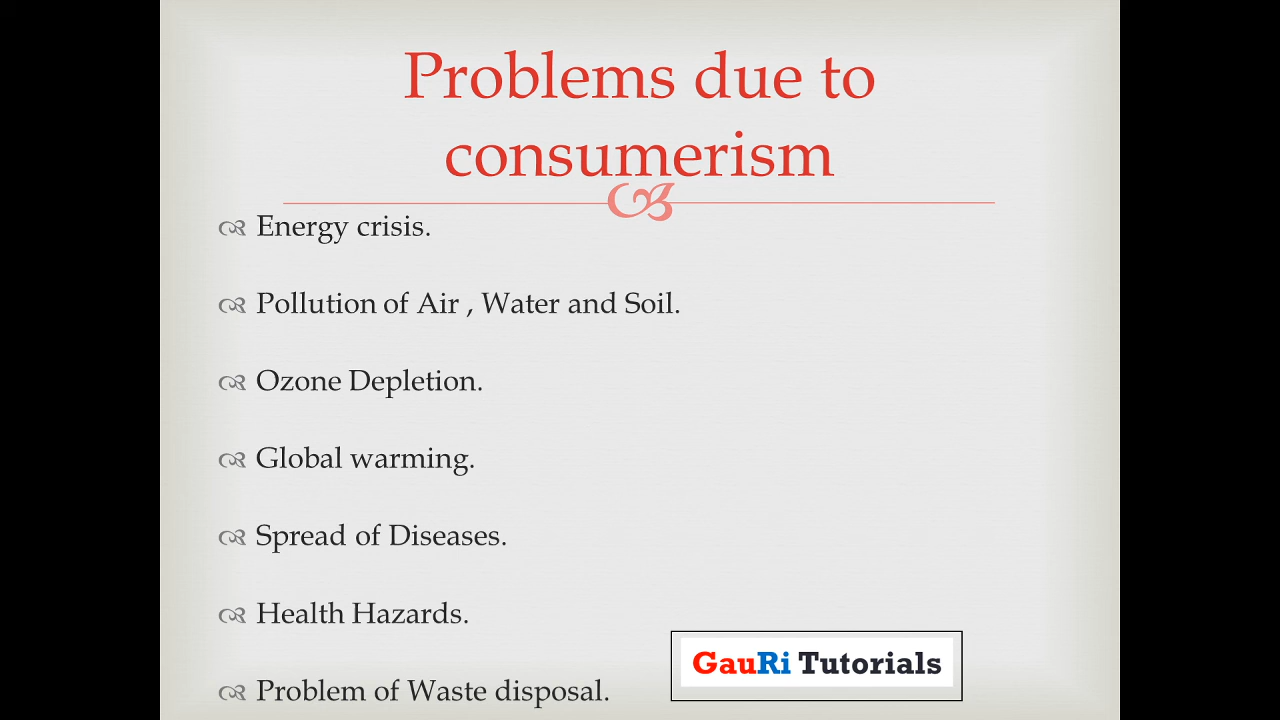 Problems due to
consumerism
Energy crisis.
Pollution of Air , Water and Soil.
Ozone Depletion.
Global warming.
Spread of Diseases.
Health Hazards.
Problem of Waste disposal.
GauRi Tutorials